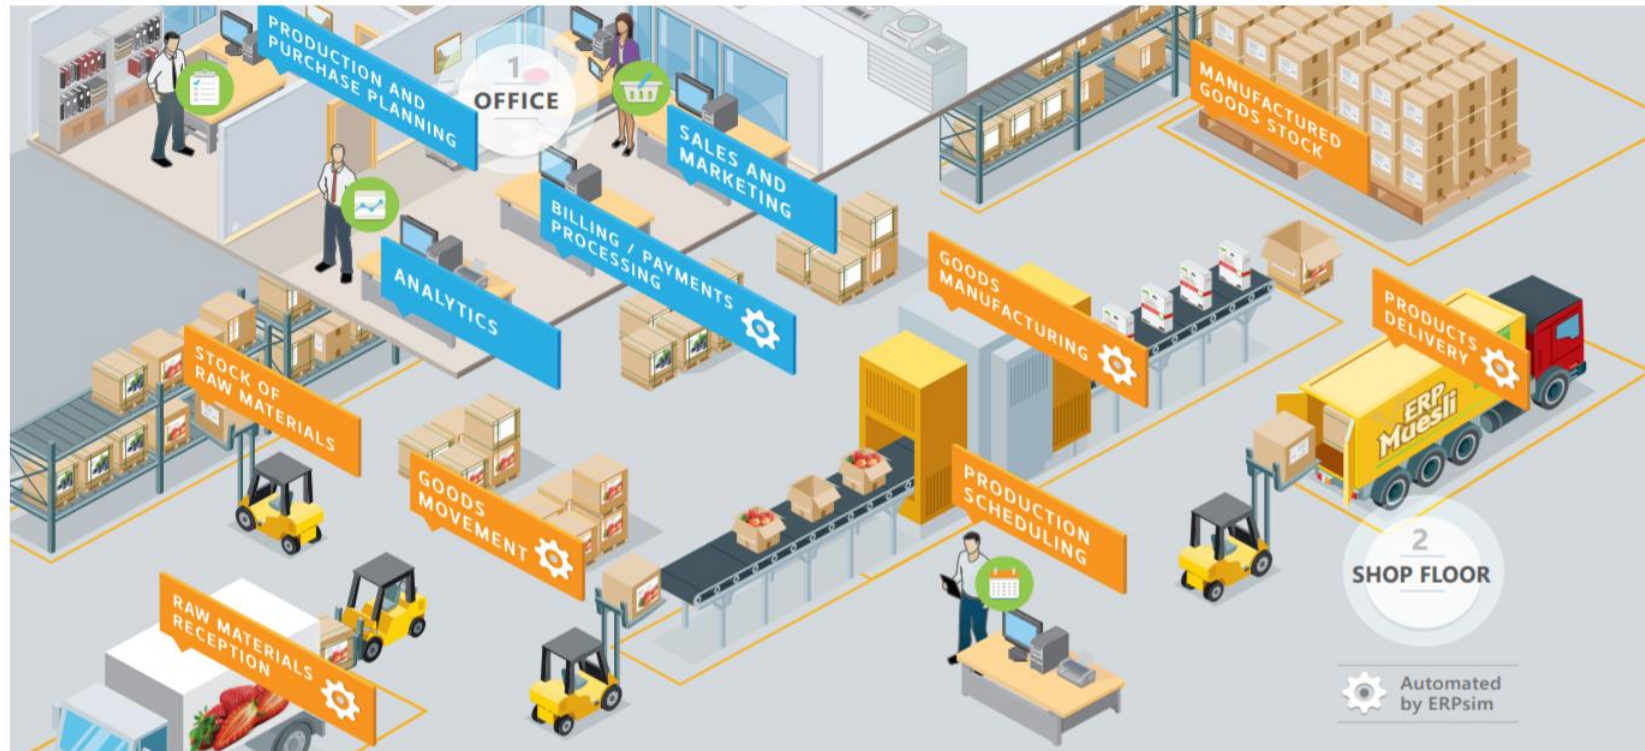 PRODUCTION AND
PURCHASE PLANNING
1
OFFICE
SALES AND
MARKETING
BILLING / PAYMENTS
PROCESSING
ANALYTICS
MANUFACTURED
GOODS STOCK
GOODS
MANUFACTURING
PRODUCTS
DELIVERY
STOCK OF
RAW MATERIALS
ERP
Muesli
GOODS
MOVEMENT
PRODUCTION
SCHEDULING
2
SHOP FLOOR
RAW MATERIALS
RECEPTION
Automated
by ERPsim